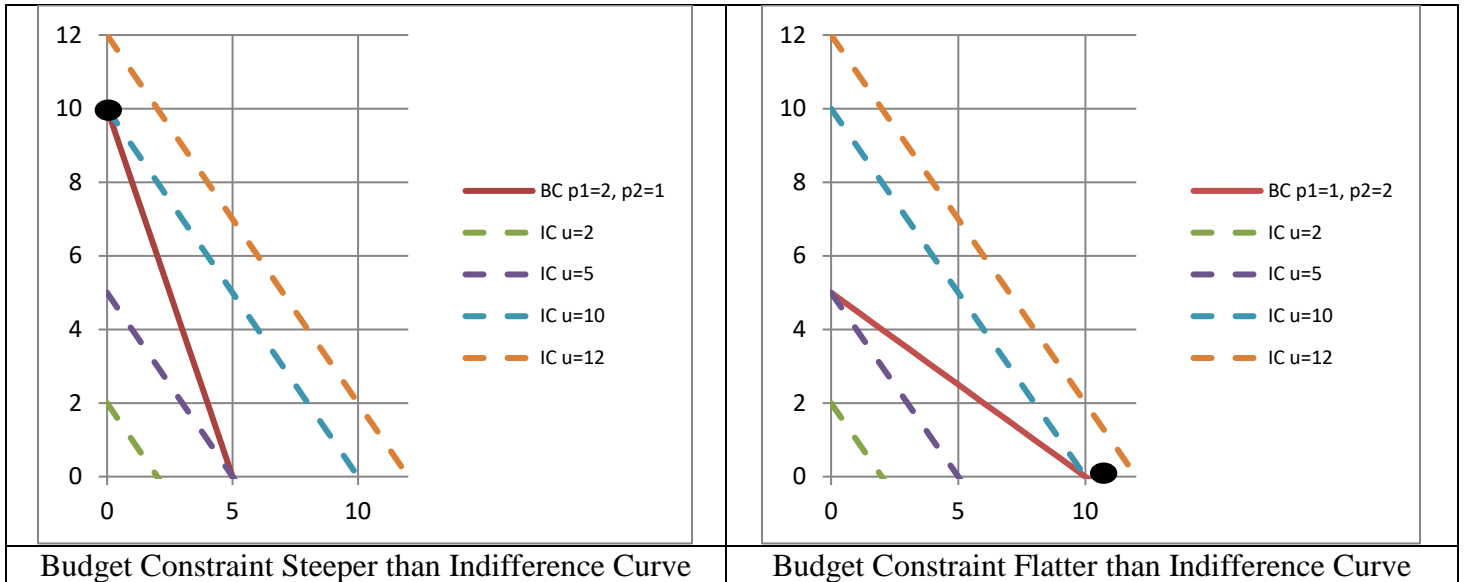 12
10
8
6
4
2
0
0 5 10
BC p1=2, p2=1
IC u=2
IC u=5
IC u=10
IC u=12
Budget Constraint Steeper than Indifference Curve
12
10
8
6
4
2
0
0 5 10
BC p1=1, p2=2
IC u=2
IC u=5
IC u=10
IC u=12
Budget Constraint Flatter than Indifference Curve